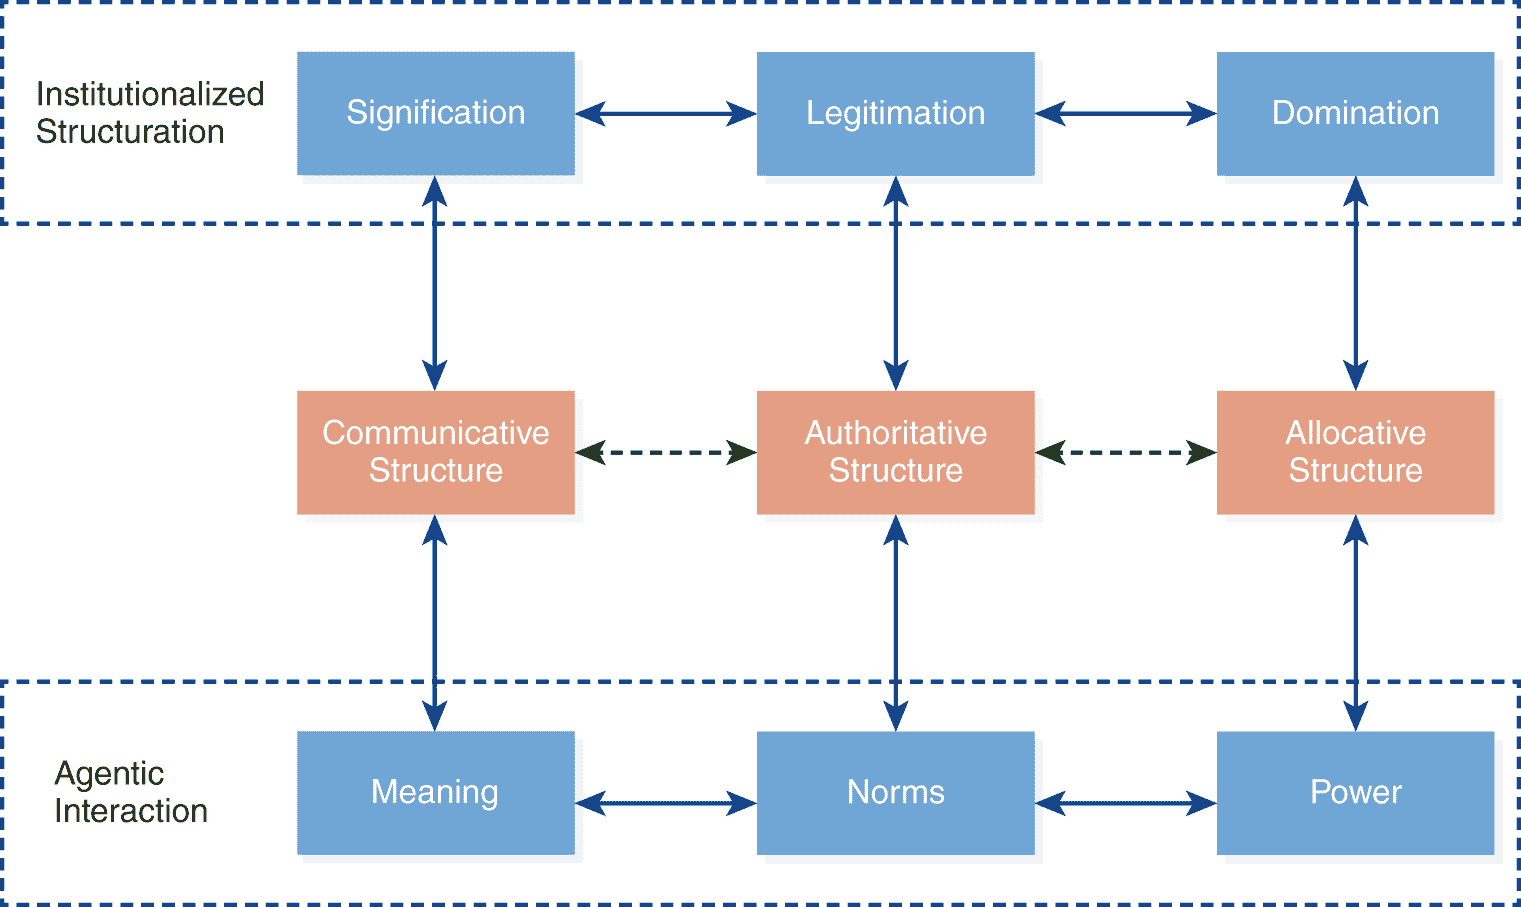 Institutionalized
Structuration
Signification
Legitimation
Domination
Communicative
Structure
Authoritative
Structure
Allocative
Structure
Agentic
Interaction
Meaning
Norms
Power